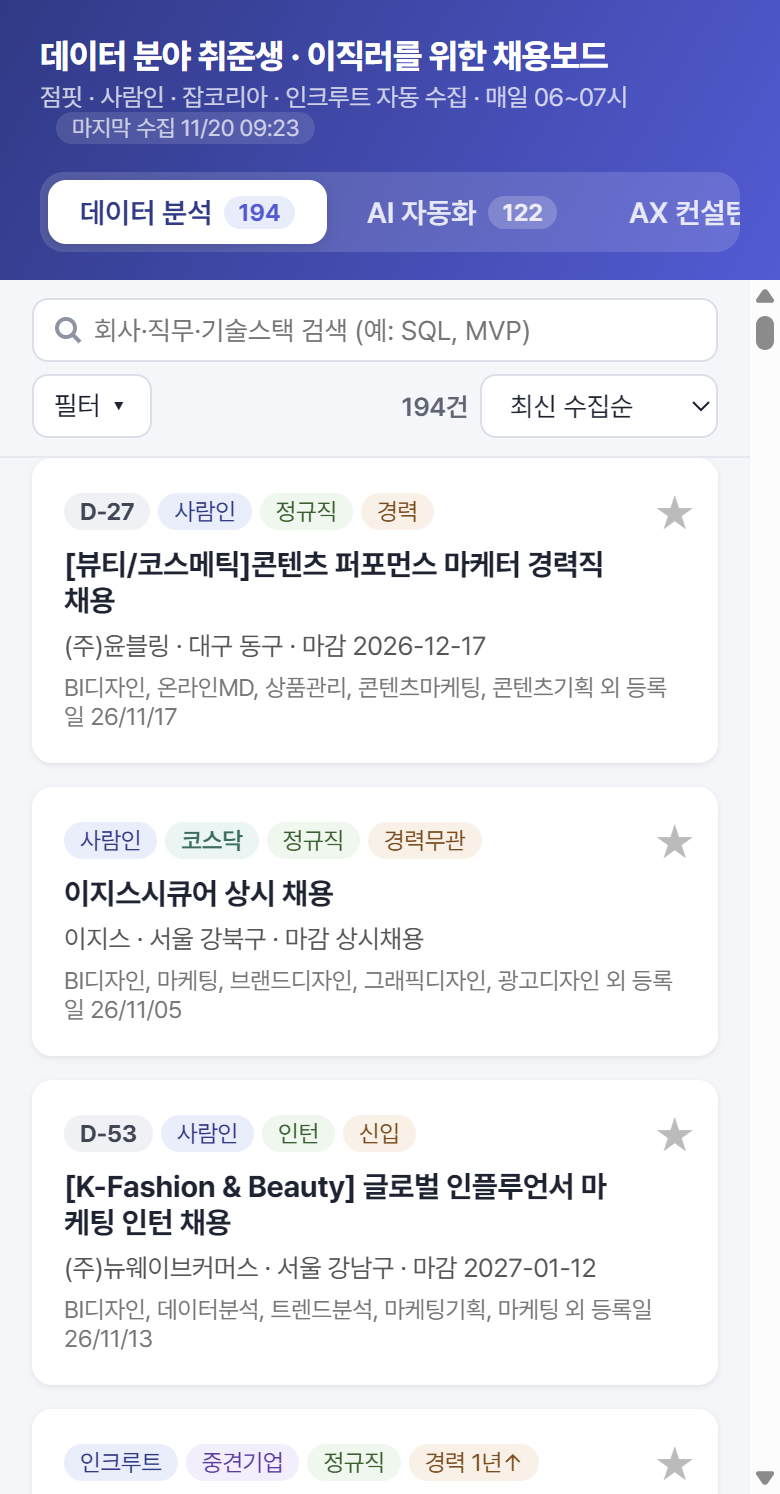 데이터 분야 취준생 · 이직러를 위한 채용보드
점핏 · 사람인 · 잡코리아 · 인크루트 자동 수집 · 매일 06~07시
마지막 수집 11/20 09:23
데이터 분석 194 AI 자동화 122 AX 컨설턴
회사·직무·기술스택 검색 (예: SQL, MVP)
필터 ▼ 194건 최신 수집순
D-27 사람인 정규직 경력 ★
[뷰티/코스메틱]콘텐츠 퍼포먼스 마케터 경력직
채용
(주)윤블링 · 대구 동구 · 마감 2026-12-17
BI디자인, 온라인MD, 상품관리, 콘텐츠마케팅, 콘텐츠기획 외 등록
일 26/11/17
사람인 코스닥 정규직 경력무관 ★
이지스시큐어 상시 채용
이지스 · 서울 강북구 · 마감 상시채용
BI디자인, 마케팅, 브랜드디자인, 그래픽디자인, 광고디자인 외 등록
일 26/11/05
D-53 사람인 인턴 신입 ★
[K-Fashion & Beauty] 글로벌 인플루언서 마
케팅 인턴 채용
(주)뉴웨이브커머스 · 서울 강남구 · 마감 2027-01-12
BI디자인, 데이터분석, 트렌드분석, 마케팅기획, 마케팅 외 등록일
26/11/13
인크루트 중견기업 정규직 경력 1년↑ ★